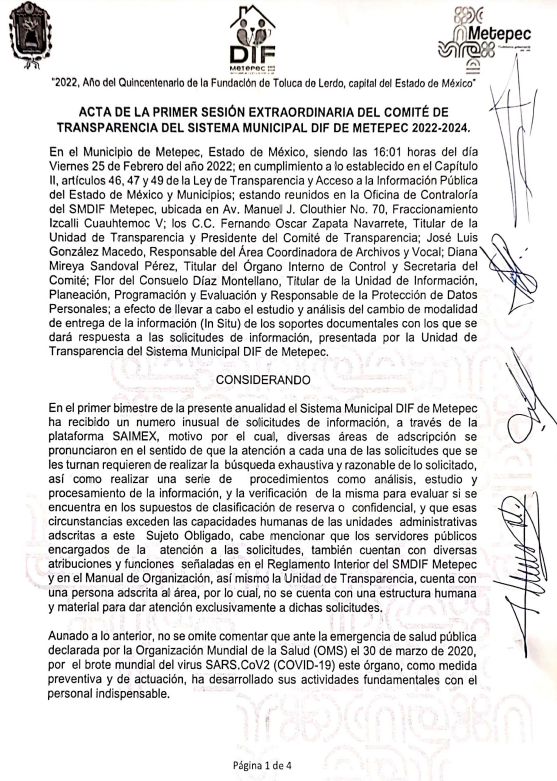 DIF
Metepec
Metepec
"2022, Año del Quincentenario de la Fundación de Toluca de Lerdo, capital del Estado de México"
ACTA DE LA PRIMER SESIÓN EXTRAORDINARIA DEL COMITÉ DE
TRANSPARENCIA DEL SISTEMA MUNICIPAL DIF DE METEPEC 2022-2024.
En el Municipio de Metepec, Estado de México, siendo las 16:01 horas del día
Viernes 25 de Febrero del año 2022; en cumplimiento a lo establecido en el Capítulo
II, artículos 46, 47 y 49 de la Ley de Transparencia y Acceso a la Información Pública
del Estado de México y Municipios; estando reunidos en la Oficina de Contraloría
del SMDIF Metepec, ubicada en Av. Manuel J. Clouthier No. 70, Fraccionamiento
Izcalli Cuauhtemoc V; los C.C. Fernando Oscar Zapata Navarrete, Titular de la
Unidad de Transparencia y Presidente del Comité de Transparencia; José Luis
González Macedo, Responsable del Área Coordinadora de Archivos y Vocal; Diana
Mireya Sandoval Pérez, Titular del Órgano Interno de Control y Secretaria del
Comité; Flor del Consuelo Díaz Montellano, Titular de la Unidad de Información,
Planeación, Programación y Evaluación y Responsable de la Protección de Datos
Personales; a efecto de llevar a cabo el estudio y análisis del cambio de modalidad
de entrega de la información (In Situ) de los soportes documentales con los que se
dará respuesta a las solicitudes de información, presentada por la Unidad de
Transparencia del Sistema Municipal DIF de Metepec.
CONSIDERANDO
En el primer bimestre de la presente anualidad el Sistema Municipal DIF de Metepec
ha recibido un numero inusual de solicitudes de información, a través de la
plataforma SAIMEX, motivo por el cual, diversas áreas de adscripción se
pronunciaron en el sentido de que la atención a cada una de las solicitudes que se
les turnan requieren de realizar la búsqueda exhaustiva y razonable de lo solicitado,
así como realizar una serie de procedimientos como análisis, estudio y
procesamiento de la información, y la verificación de la misma para evaluar si se
encuentra en los supuestos de clasificación de reserva o confidencial, y que esas
circunstancias exceden las capacidades humanas de las unidades administrativas
adscritas a este Sujeto Obligado, cabe mencionar que los servidores públicos
encargados de la atención a las solicitudes, también cuentan con diversas
atribuciones y funciones señaladas en el Reglamento Interior del SMDIF Metepec
y en el Manual de Organización, así mismo la Unidad de Transparencia, cuenta con
una persona adscrita al área, por lo cual, no se cuenta con una estructura humana
y material para dar atención exclusivamente a dichas solicitudes.
Aunado a lo anterior, no se omite comentar que ante la emergencia de salud pública
declarada por la Organización Mundial de la Salud (OMS) el 30 de marzo de 2020,
por el brote mundial del virus SARS.CoV2 (COVID-19) este órgano, como medida
preventiva y de actuación, ha desarrollado sus actividades fundamentales con el
personal indispensable.
Página 1 de 4